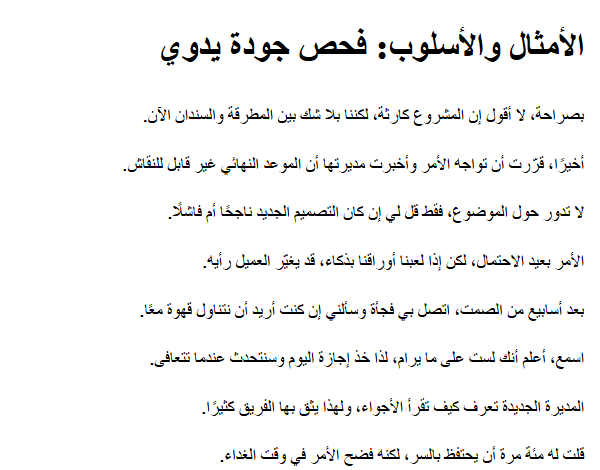 الأمثال والأسلوب: فحص جودة يدوي
بصراحة، لا أقول إن المشروع كارثة، لكننا بلا شك بين المطرقة والسندان الآن.
أخيرًا، قرّرت أن تواجه الأمر وأخبرت مديرتها أن الموعد النهائي غير قابل للنقاش.
لا تدور حول الموضوع، فقط قل لي إن كان التصميم الجديد ناجحًا أم فاشلًا.
الأمر بعيد الاحتمال، لكن إذا لعبنا أوراقنا بذكاء، قد يغيّر العميل رأيه.
بعد أسابيع من الصمت، اتصل بي فجأة وسألني إن كنت أريد أن نتناول قهوة معًا.
اسمع، أعلم أنك لست على ما يرام، لذا خذ إجازة اليوم وسنتحدث عندما تتعافى.
المديرة الجديدة تعرف كيف تقرأ الأجواء، ولهذا يثق بها الفريق كثيرًا.
قلت له مئة مرة أن يحتفظ بالسر، لكنه فضح الأمر في وقت الغداء.